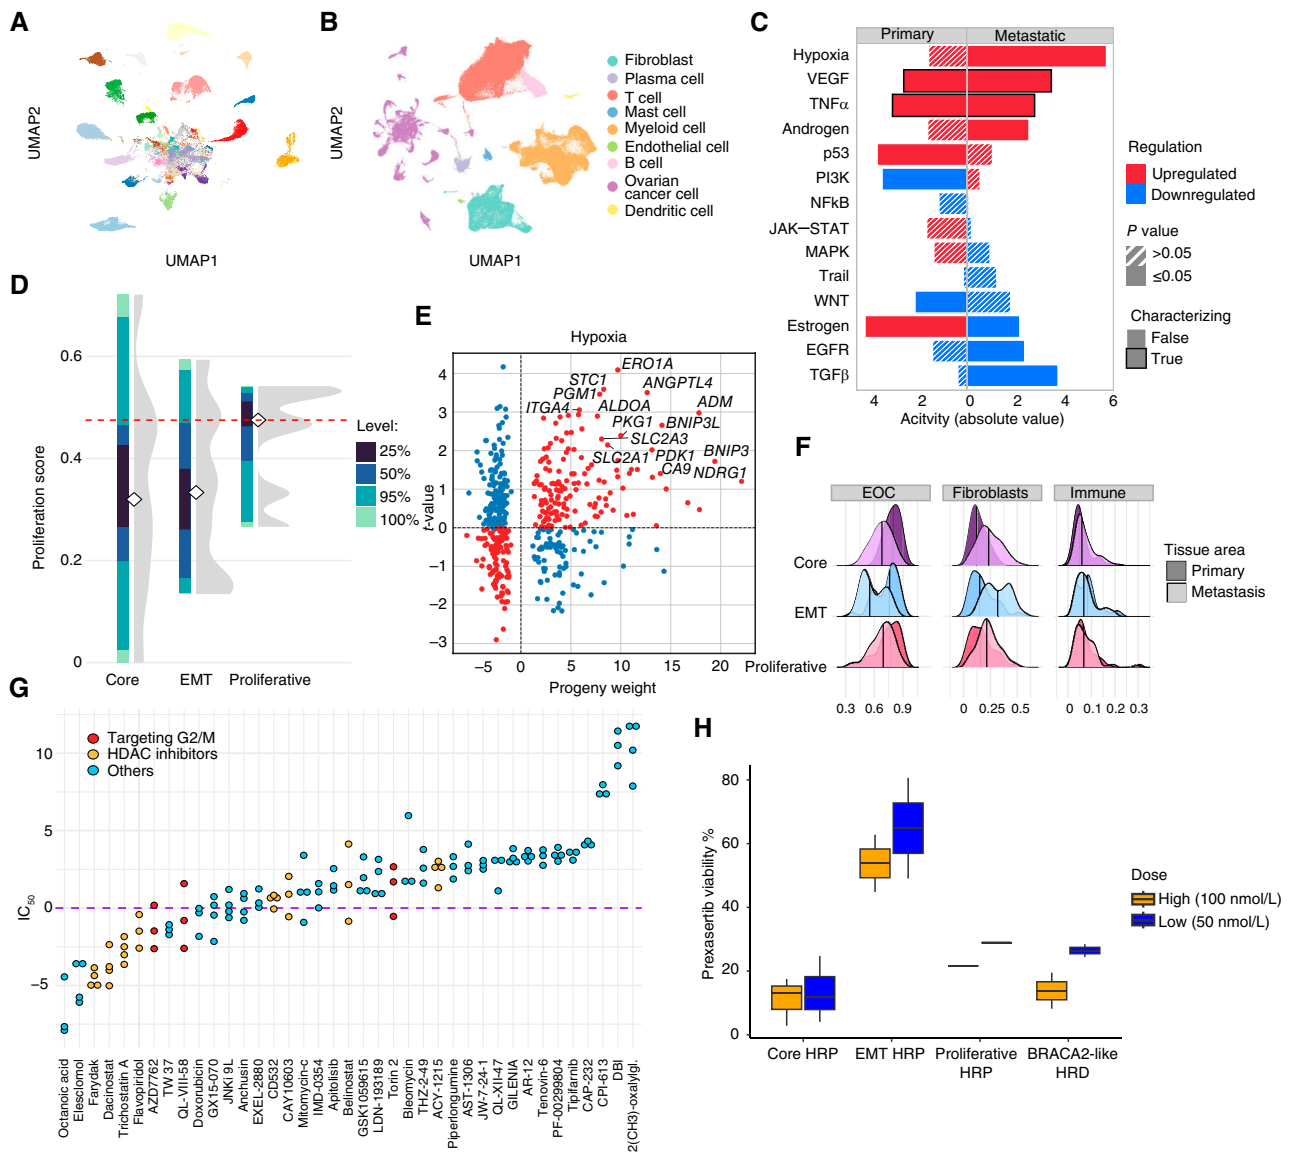 A
UMAP2
UMAP1
B
UMAP2
UMAP1
Fibroblast
Plasma cell
T cell
Mast cell
Myeloid cell
Endothelial cell
B cell
Ovarian
cancer cell
Dendritic cell
C
Primary
Metastatic
Hypoxia
VEGF
TNFα
Androgen
p53
PI3K
NFkB
JAK–STAT
MAPK
Trail
WNT
Estrogen
EGFR
TGFβ
4 2 0 2 4 6
Acitvity (absolute value)
Regulation
Upregulated
Downregulated
P value
>0.05
≤0.05
Characterizing
False
True
D
Proliferation score
0.6
0.4
0.2
0
Core EMT Proliferative
Level:
25%
50%
95%
100%
E
Hypoxia
t-value
4
3
2
1
0
−1
−2
−3
−5 0 5 10 15 20
Progeny weight
ERO1A
STC1
ANGPTL4
PGM1
ITGA4
ALDOA
ADM
PKG1
BNIP3L
SLC2A3
SLC2A1
PDK1
BNIP3
CA9
NDRG1
F
EOC
Fibroblasts
Immune
Core
EMT
Proliferative
0.3 0.6 0.9
0 0.25 0.5
0 0.1 0.2 0.3
Tissue area
Primary
Metastasis
G
Targeting G2/M
HDAC inhibitors
Others
IC50
10
5
0
−5
Octanoic acid
Elesclomol
Farydak
Dacinostat
Trichostatin A
Flavopiridol
AZD7762
TW 37
QL-VIII-58
Doxorubicin
GX15-070
JNKi 9L
Anchusin
EXEL-2880
CD532
CAY10603
Mitomycin-c
IMD-0354
Apitolisib
Belinostat
GSK1059615
LDN-193189
Torin 2
Bleomycin
THZ-2-49
ACY-1215
Piperlongumine
AST-1306
JW-7-24-1
QL-XII-47
GILENIA
AR-12
Tenovin-6
PF-00299804
Tipifarnib
CAP-232
CPI-613
DBI
2(CH3)-oxalylgl.
H
Prexasertib viability %
80
60
40
20
0
Core HRP
EMT HRP
Proliferative
HRP
BRACA2-like
HRD
Dose
High (100 nmol/L)
Low (50 nmol/L)